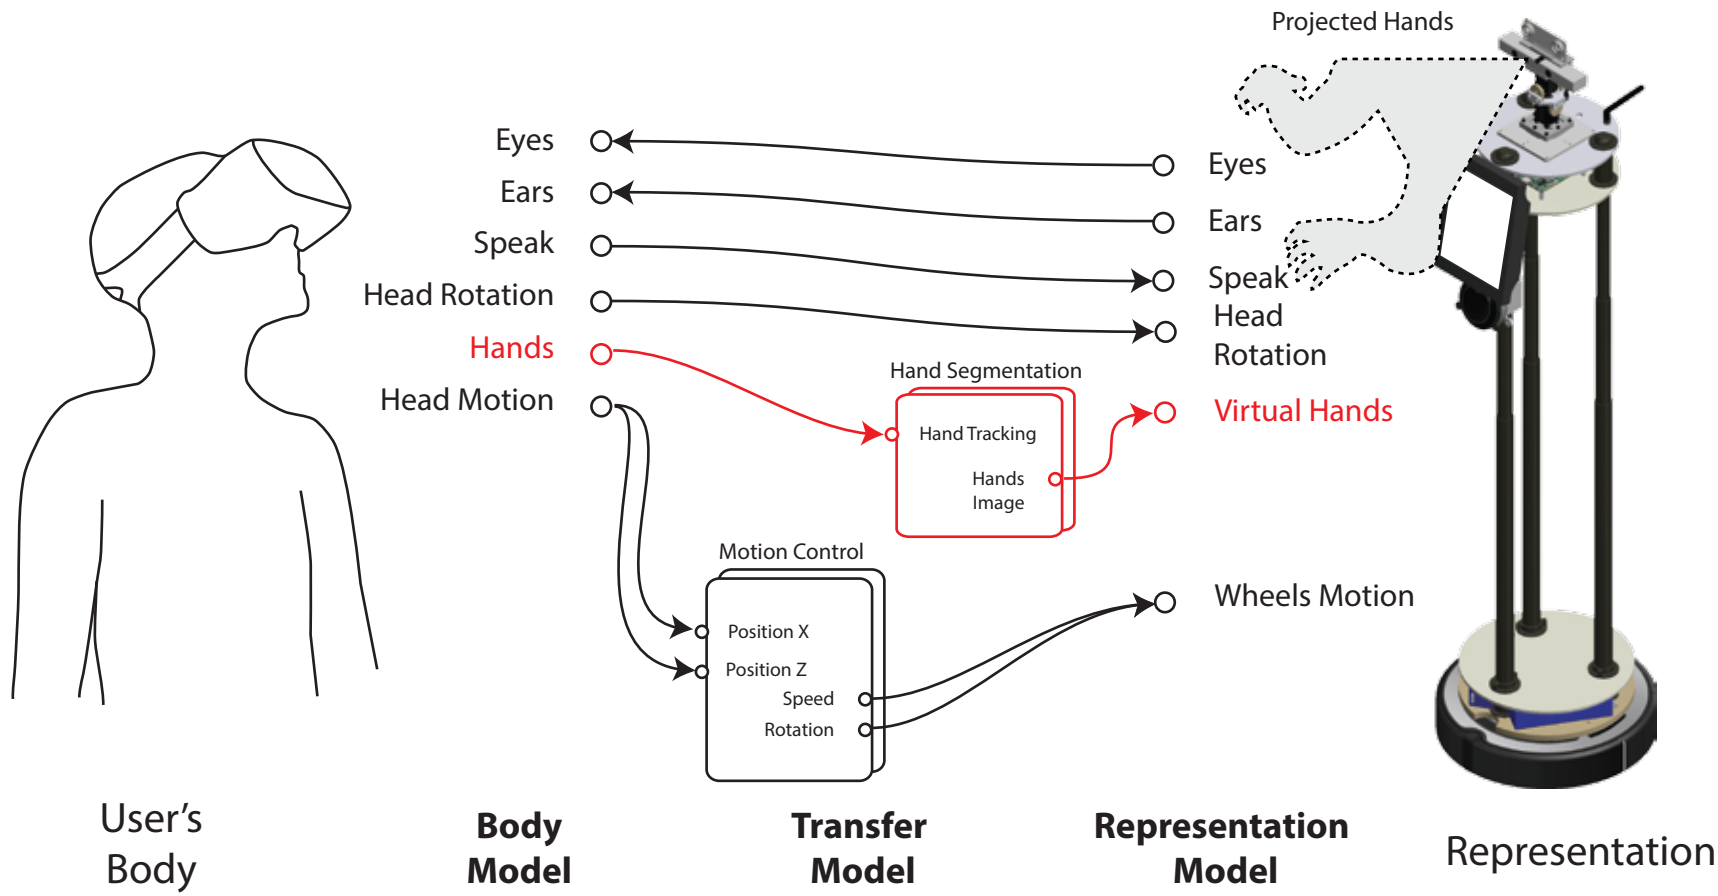 Projected Hands
Eyes
Ears
Speak
Head Rotation
Hands
Head Motion
Eyes
Ears
Speak
Head
Rotation
Virtual Hands
Wheels Motion
Hand Segmentation
Hand Tracking
Hands
Image
Motion Control
Position X
Position Z
Speed
Rotation
User's
Body
Body
Model
Transfer
Model
Representation
Model
Representation